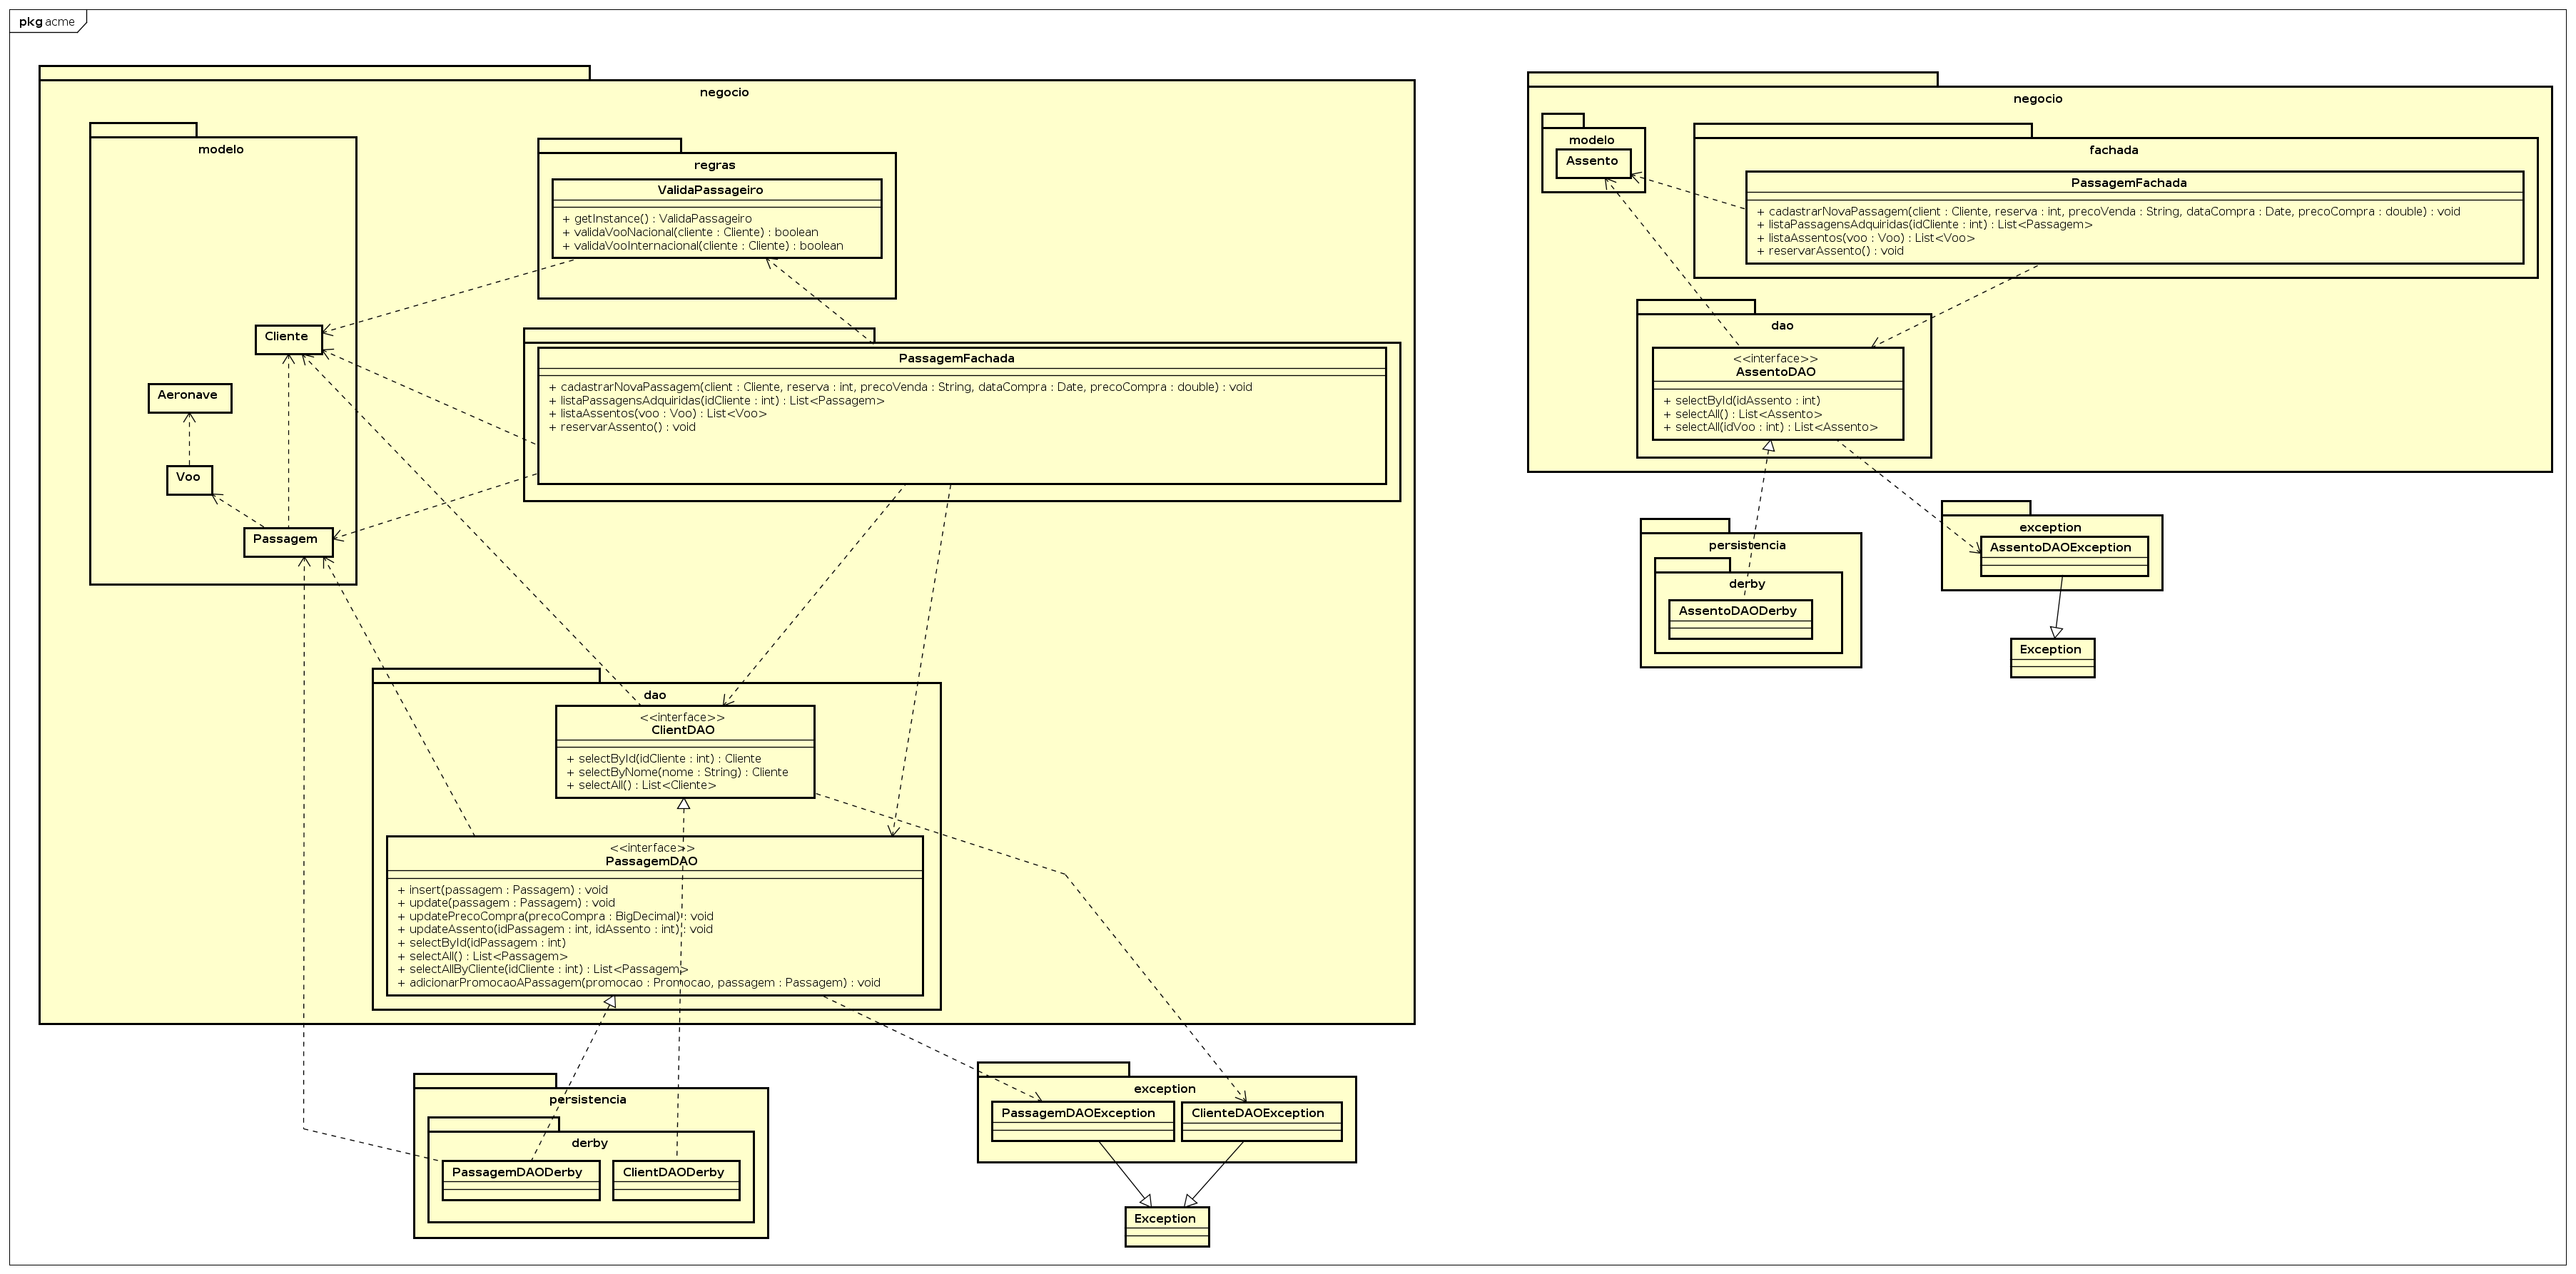 pkg acme
negocio
modelo
Cliente
Aeronave
Voo
Passagem
regras
ValidaPassageiro
+ getInstance() : ValidaPassageiro
+ validaVooNacional(cliente : Cliente) : boolean
+ validaVooInternacional(cliente : Cliente) : boolean
PassagemFachada
+ cadastrarNovaPassagem(client : Cliente, reserva : int, precoVenda : String, dataCompra : Date, precoCompra : double) : void
+ listaPassagensAdquiridas(idCliente : int) : List<Passagem>
+ listaAssentos(voo : Voo) : List<Voo>
+ reservarAssento() : void
dao
<<interface>>
ClientDAO
+ selectById(idCliente : int) : Cliente
+ selectByNome(nome : String) : Cliente
+ selectAll() : List<Cliente>
<<interface>>
PassagemDAO
+ insert(passagem : Passagem) : void
+ update(passagem : Passagem) : void
+ updatePrecoCompra(precoCompra : BigDecimal) : void
+ updateAssento(idPassagem : int, idAssento : int) : void
+ selectById(idPassagem : int)
+ selectAll() : List<Passagem>
+ selectAllByCliente(idCliente : int) : List<Passagem>
+ adicionarPromocaoAPassagem(promocao : Promocao, passagem : Passagem) : void
persistencia
derby
PassagemDAODerby
ClientDAODerby
exception
PassagemDAOException
ClienteDAOException
Exception
negocio
modelo
Assento
fachada
PassagemFachada
+ cadastrarNovaPassagem(client : Cliente, reserva : int, precoVenda : String, dataCompra : Date, precoCompra : double) : void
+ listaPassagensAdquiridas(idCliente : int) : List<Passagem>
+ listaAssentos(voo : Voo) : List<Voo>
+ reservarAssento() : void
dao
<<interface>>
AssentoDAO
+ selectById(idAssento : int)
+ selectAll() : List<Assento>
+ selectAll(idVoo : int) : List<Assento>
persistencia
derby
AssentoDAODerby
exception
AssentoDAOException
Exception